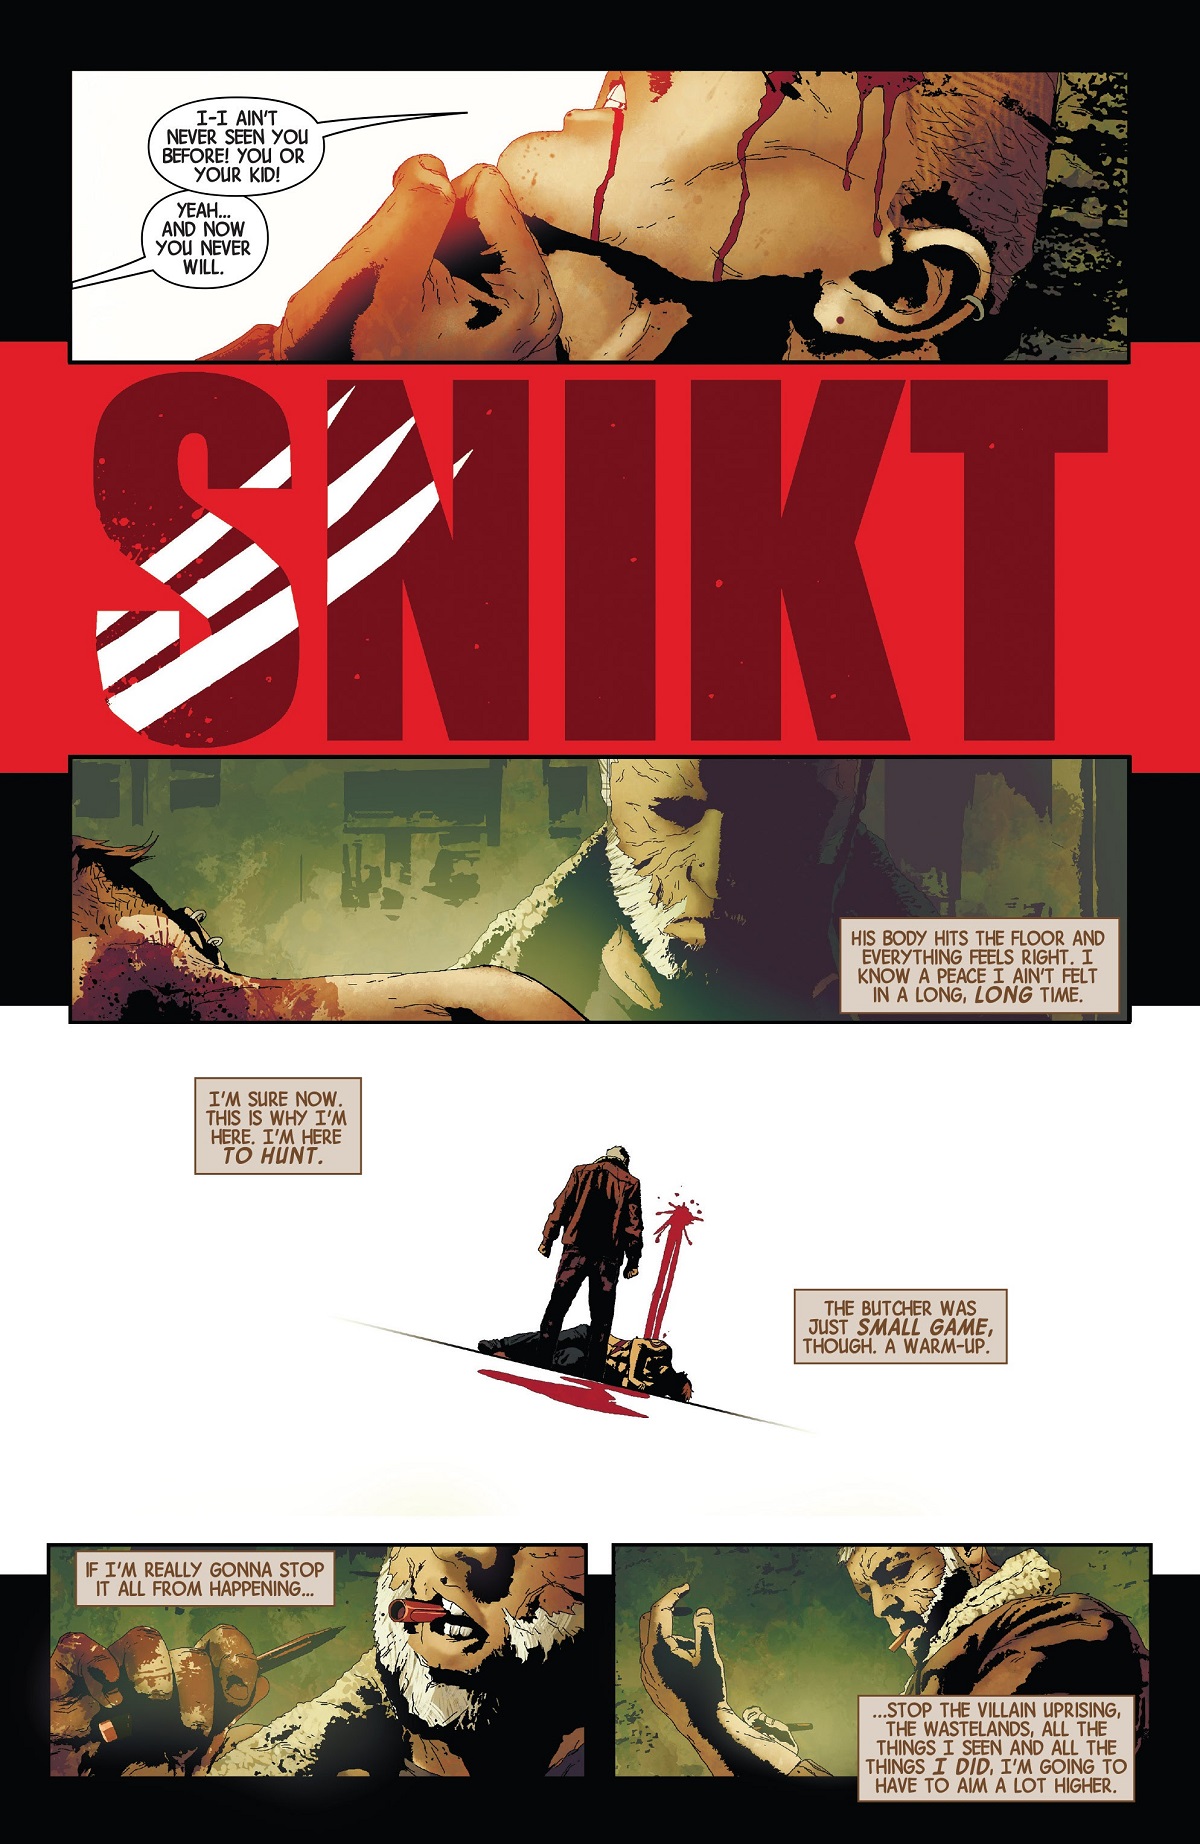 I-I AIN'T
NEVER SEEN YOU
BEFORE! YOU OR
YOUR KID!
YEAH...
AND NOW
YOU NEVER
WILL.
SNIKT
HIS BODY HITS THE FLOOR AND
EVERYTHING FEELS RIGHT. I
KNOW A PEACE I AIN'T FELT
IN A LONG, LONG TIME.
I'M SURE NOW.
THIS IS WHY I'M
HERE. I'M HERE
TO HUNT.
THE BUTCHER WAS
JUST SMALL GAME,
THOUGH. A WARM-UP.
IF I'M REALLY GONNA STOP
IT ALL FROM HAPPENING...
...STOP THE VILLAIN UPRISING,
THE WASTELANDS, ALL THE
THINGS I SEEN AND ALL THE
THINGS I DID, I'M GOING TO
HAVE TO AIM A LOT HIGHER.